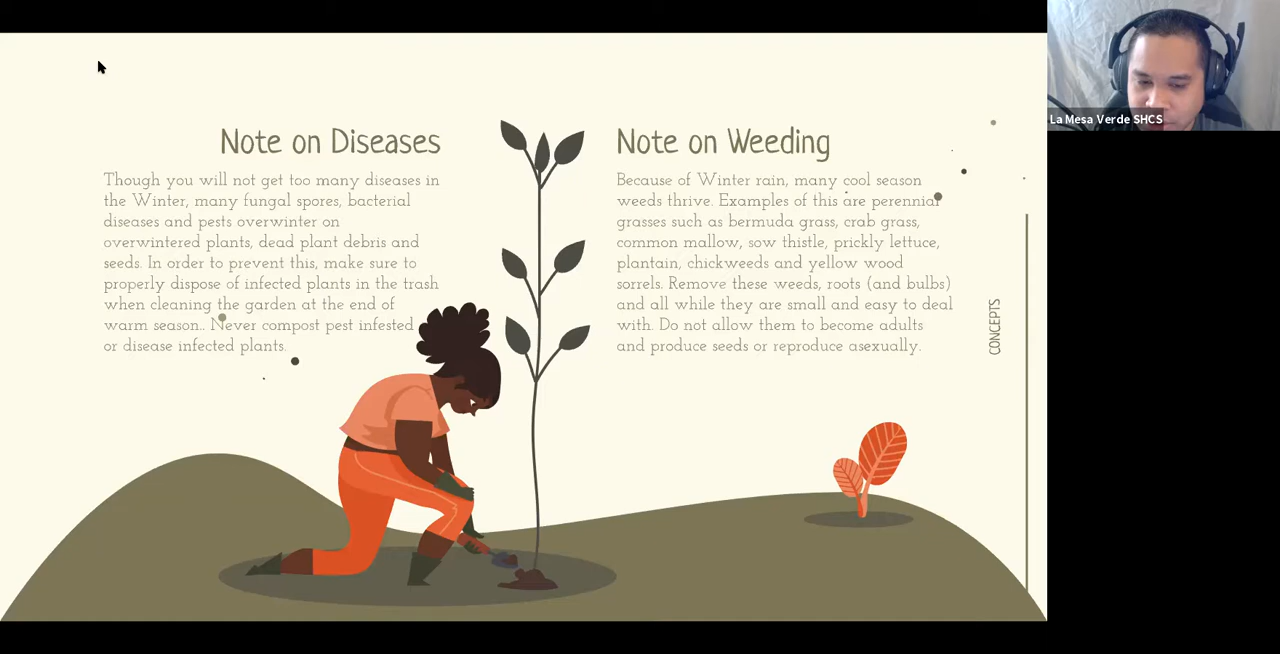 Note on Diseases
Though you will not get too many diseases in
the Winter, many fungal spores, bacterial
diseases and pests overwinter on
overwintered plants, dead plant debris and
seeds. In order to prevent this, make sure to
properly dispose of infected plants in the trash
when cleaning the garden at the end of
warm season.. Never compost pest infested
or disease infected plants.
Note on Weeding
Because of Winter rain, many cool season
weeds thrive. Examples of this are perennial
grasses such as bermuda grass, crab grass,
common mallow, sow thistle, prickly lettuce,
plantain, chickweeds and yellow wood
sorrels. Remove these weeds, roots (and bulbs)
and all while they are small and easy to deal
with. Do not allow them to become adults
and produce seeds or reproduce asexually.
CONCEPTS
La Mesa Verde SHCS